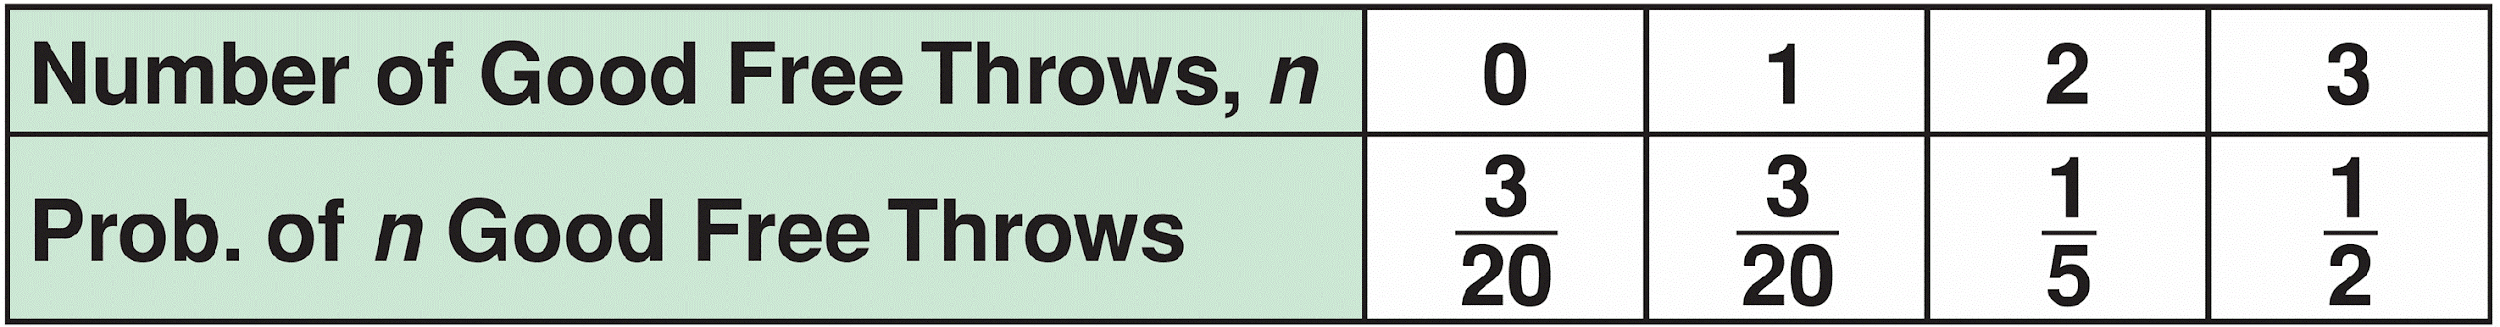 Number of Good Free Throws, n 0 1 2 3
Prob. of n Good Free Throws 3/20 3/20 1/5 1/2